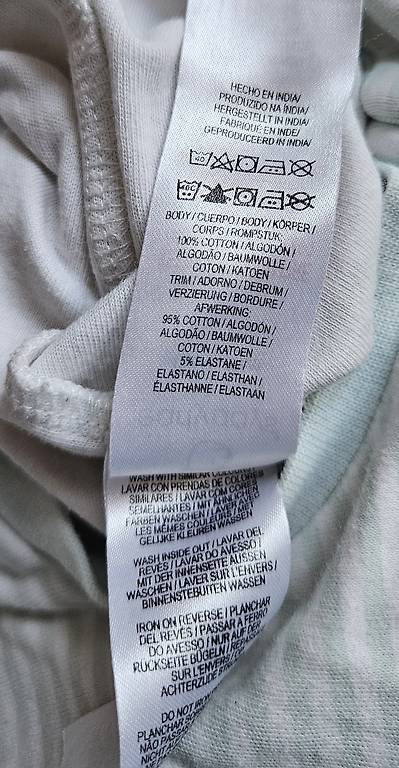 HECHO EN INDIA/
PRODUZIDO NA ÍNDIA/
HERGESTELLT IN INDIA/
FABRIQUÉ EN INDE/
GEPRODUCEERD IN INDIA/
40
40C
BODY / CUERPO / BODY / KÖRPER /
CORPS / ROMPSTUK
100% COTTON / ALGODÓN /
ALGODÃO / BAUMWOLLE /
COTON / KATOEN
TRIM / ADORNO / DEBRUM /
VERZIERUNG / BORDURE /
AFWERKING
95% COTTON / ALGODÓN /
ALGODÃO / BAUMWOLLE /
COTON / KATOEN
5% ELASTANE /
ELASTANO / ELASTHAN /
ÉLASTHANNE / ELASTAAN
WASH WITH SIMILAR COLOURS /
LAVAR CON PRENDAS DE COLORES
SIMILARES / LAVAR COM CORES
SEMELHANTES / MIT ÄHNLICHEN
FARBEN WASCHEN / LAVER AVEC
LES MÊMES COULEURS / MET
GELIJKE KLEUREN WASSEN
WASH INSIDE OUT / LAVAR DEL
REVÉS / LAVAR DO AVESSO /
MIT DER INNENSEITE AUSSEN
WASCHEN / LAVER SUR L'ENVERS /
BINNENSTEBUITEN WASSEN
IRON ON REVERSE / PLANCHAR
DEL REVÉS / PASSAR A FERRO
DO AVESSO / NUR AUF DER
RÜCKSEITE BÜGELN /
SUR L'ENVERS /
ACHTERZIJDE
DO NOT IRON
NO
NÃO PASSAR
NICHT